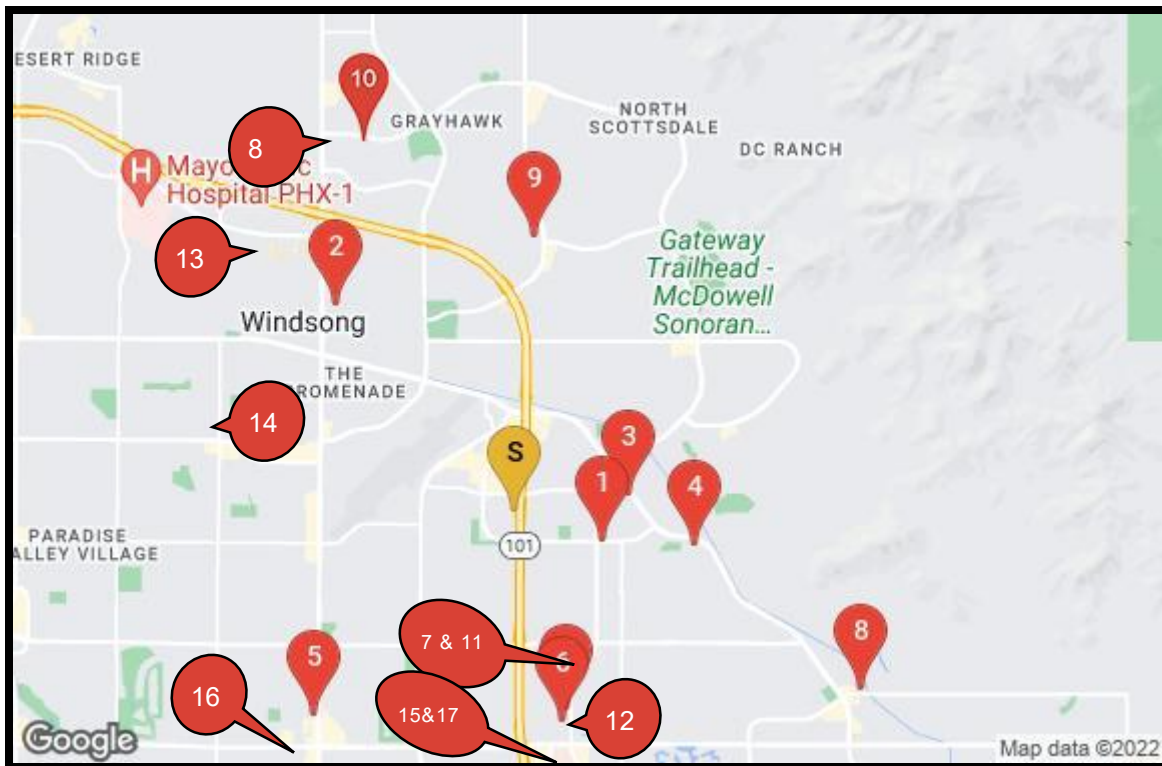 ESERT RIDGE
10
GRAYHAWK
NORTH
SCOTTSDALE
8
DC RANCH
H
Mayo c
Hospital PHX-1
9
13
2
Gateway
Trailhead -
McDowell
Sonoran...
Windsong
THE
ROMENADE
14
S
3
1
4
101
PARADISE
ALLEY VILLAGE
7 & 11
6
8
5
16
15&17
12
Google
Map data ©2022